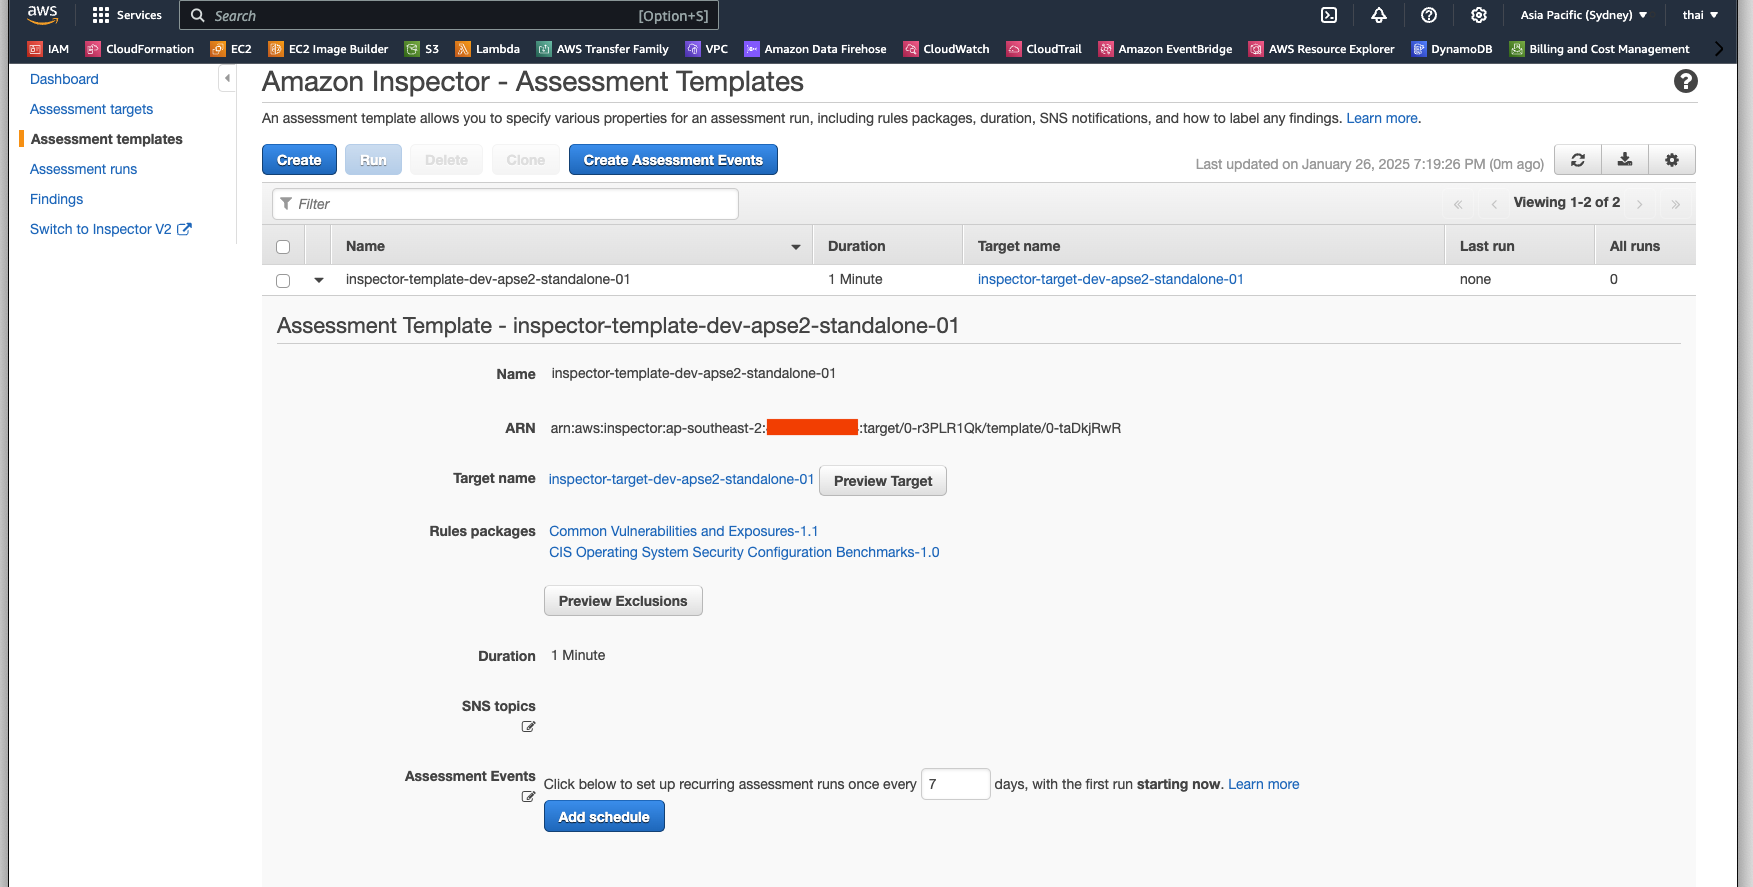 aws Services Search [Option+S] Asia Pacific (Sydney) thai
IAM CloudFormation EC2 EC2 Image Builder S3 Lambda AWS Transfer Family VPC Amazon Data Firehose CloudWatch CloudTrail Amazon EventBridge AWS Resource Explorer DynamoDB Billing and Cost Management
Dashboard
Assessment targets
Assessment templates
Assessment runs
Findings
Switch to Inspector V2
Amazon Inspector - Assessment Templates
An assessment template allows you to specify various properties for an assessment run, including rules packages, duration, SNS notifications, and how to label any findings. Learn more.
Create Run Delete Clone Create Assessment Events Last updated on January 26, 2025 7:19:26 PM (0m ago)
Filter « ‹ Viewing 1-2 of 2 › »
Name Duration Target name Last run All runs
inspector-template-dev-apse2-standalone-01 1 Minute inspector-target-dev-apse2-standalone-01 none 0
Assessment Template - inspector-template-dev-apse2-standalone-01
Name inspector-template-dev-apse2-standalone-01
ARN arn:aws:inspector:ap-southeast-2: :target/0-r3PLR1Qk/template/0-taDkjRwR
Target name inspector-target-dev-apse2-standalone-01 Preview Target
Rules packages Common Vulnerabilities and Exposures-1.1
CIS Operating System Security Configuration Benchmarks-1.0
Preview Exclusions
Duration 1 Minute
SNS topics
Assessment Events Click below to set up recurring assessment runs once every 7 days, with the first run starting now. Learn more
Add schedule